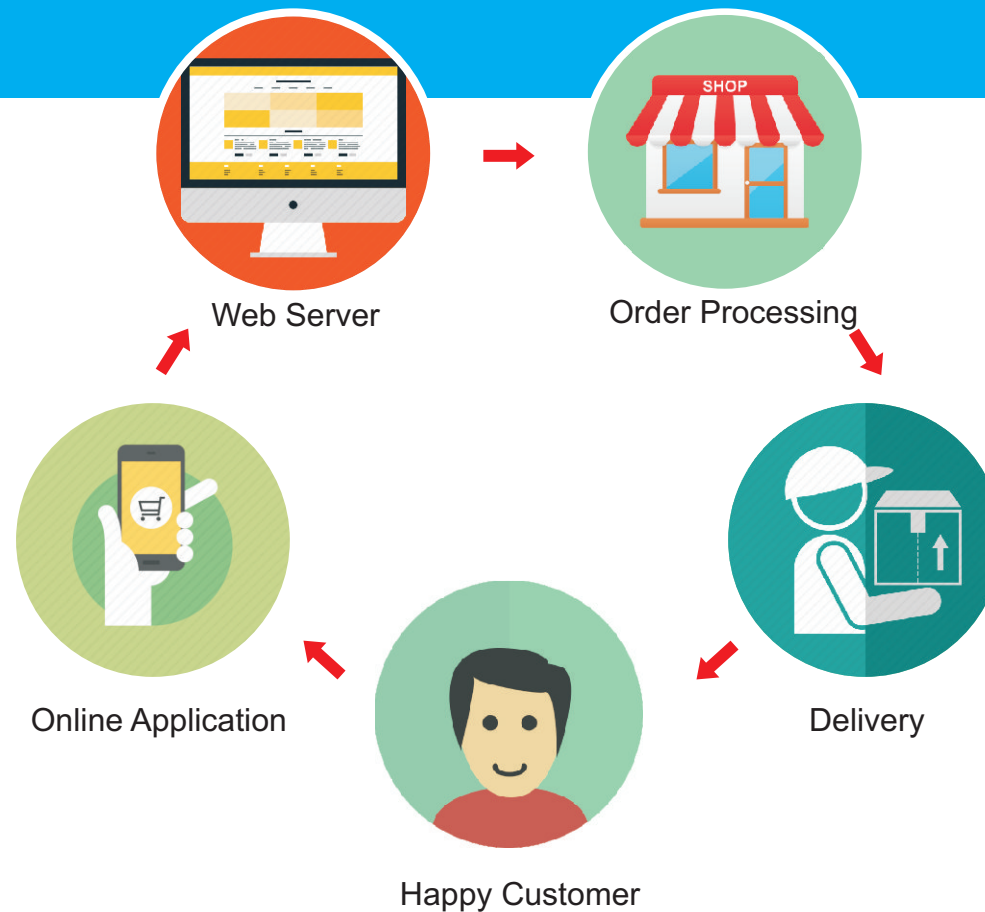 SHOP
Web Server
Order Processing
Online Application
Delivery
Happy Customer